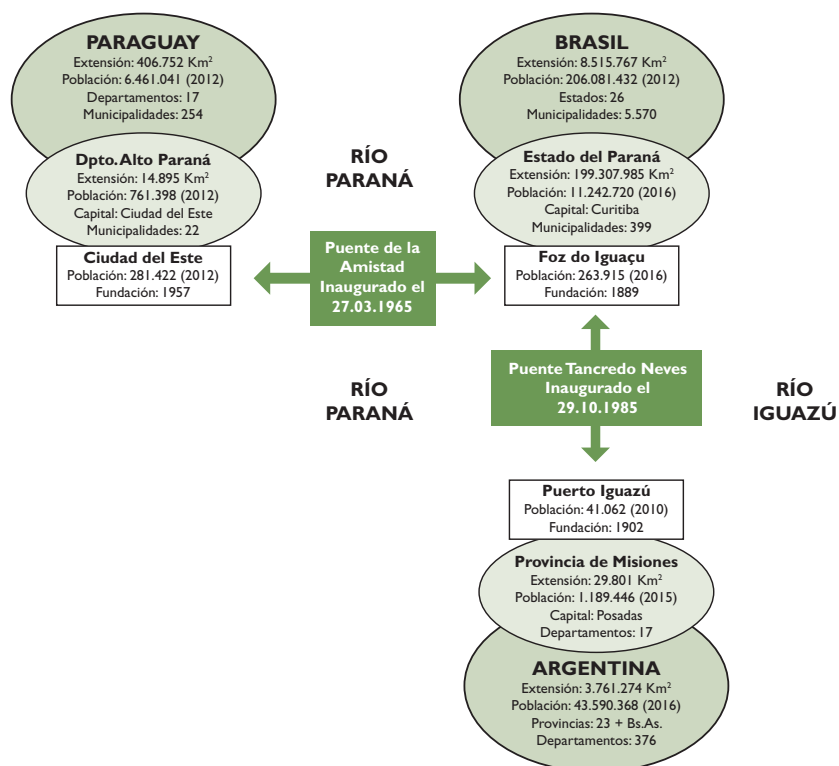 PARAGUAY
Extensión: 406.752 Km²
Población: 6.461.041 (2012)
Departamentos: 17
Municipalidades: 254
Dpto. Alto Paraná
Extensión: 14.895 Km²
Población: 761.398 (2012)
Capital: Ciudad del Este
Municipalidades: 22
Ciudad del Este
Población: 281.422 (2012)
Fundación: 1957
RÍO
PARANÁ
Puente de la
Amistad
Inaugurado el
27.03.1965
BRASIL
Extensión: 8.515.767 Km²
Población: 206.081.432 (2012)
Estados: 26
Municipalidades: 5.570
Estado del Paraná
Extensión: 199.307.985 Km²
Población: 11.242.720 (2016)
Capital: Curitiba
Municipalidades: 399
Foz do Iguaçu
Población: 263.915 (2016)
Fundación: 1889
RÍO
PARANÁ
Puente Tancredo Neves
Inaugurado el
29.10.1985
RÍO
IGUAZÚ
Puerto Iguazú
Población: 41.062 (2010)
Fundación: 1902
Provincia de Misiones
Extensión: 29.801 Km²
Población: 1.189.446 (2015)
Capital: Posadas
Departamentos: 17
ARGENTINA
Extensión: 3.761.274 Km²
Población: 43.590.368 (2016)
Provincias: 23 + Bs.As.
Departamentos: 376